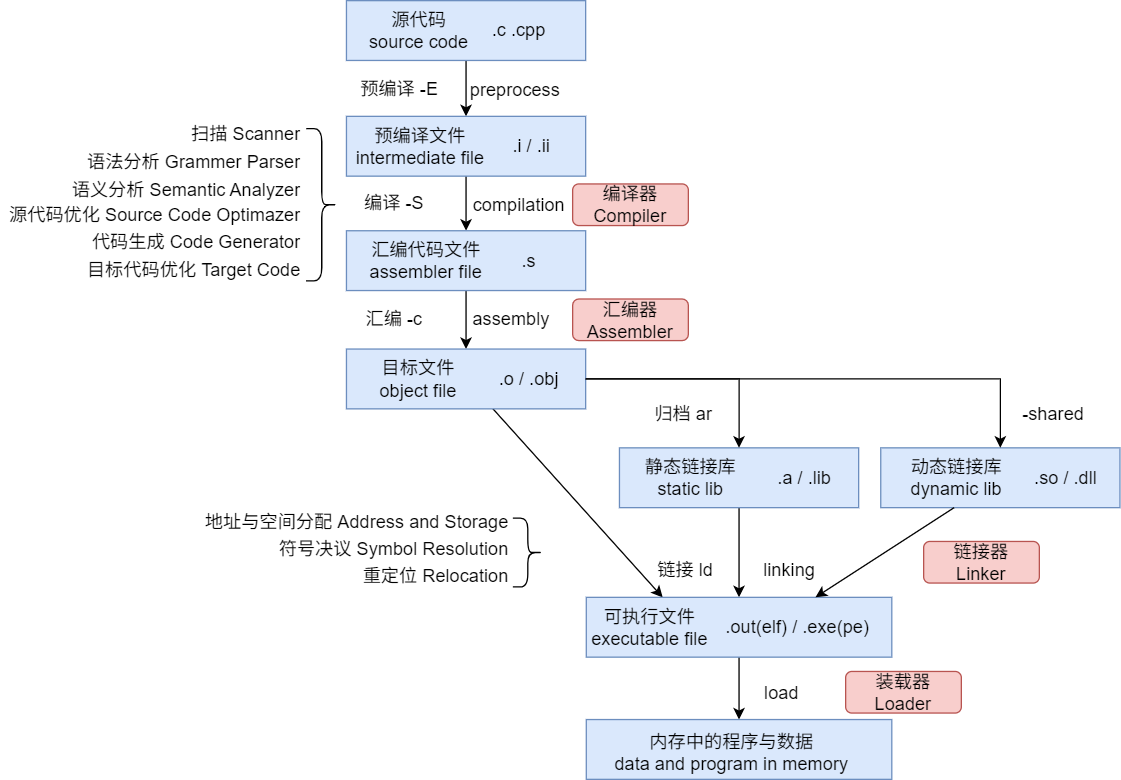 源代码
source code
.c .cpp
预编译 -E
preprocess
扫描 Scanner
语法分析 Grammer Parser
语义分析 Semantic Analyzer
源代码优化 Source Code Optimazer
代码生成 Code Generator
目标代码优化 Target Code
预编译文件
intermediate file
.i / .ii
编译 -S
compilation
编译器
Compiler
汇编代码文件
assembler file
.s
汇编 -c
assembly
汇编器
Assembler
目标文件
object file
.o / .obj
归档 ar
-shared
静态链接库
static lib
.a / .lib
动态链接库
dynamic lib
.so / .dll
地址与空间分配 Address and Storage
符号决议 Symbol Resolution
重定位 Relocation
链接 ld
linking
链接器
Linker
可执行文件
executable file
.out(elf) / .exe(pe)
load
装载器
Loader
内存中的程序与数据
data and program in memory